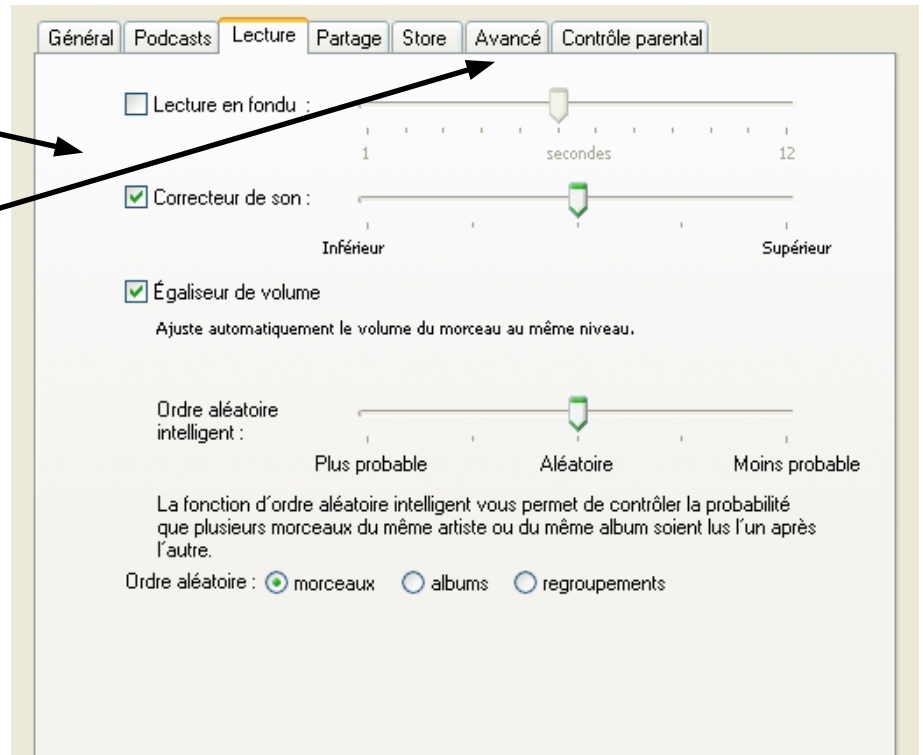 Général Podcasts Lecture Partage Store Avancé Contrôle parental
Lecture en fondu :
1 secondes 12
Correcteur de son :
Inférieur Supérieur
Égaliseur de volume
Ajuste automatiquement le volume du morceau au même niveau.
Ordre aléatoire
intelligent :
Plus probable Aléatoire Moins probable
La fonction d'ordre aléatoire intelligent vous permet de contrôler la probabilité
que plusieurs morceaux du même artiste ou du même album soient lus l'un après
l'autre.
Ordre aléatoire : morceaux albums regroupements